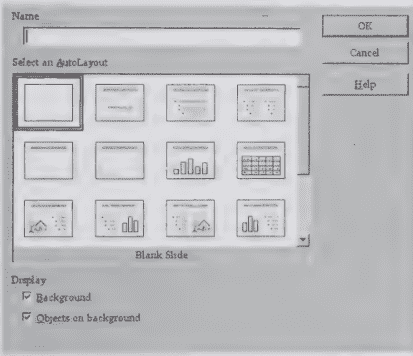 Name
OK
Cancel
Select an AutoLayout
Help
Blank Slide
Display
Background
Objects on background